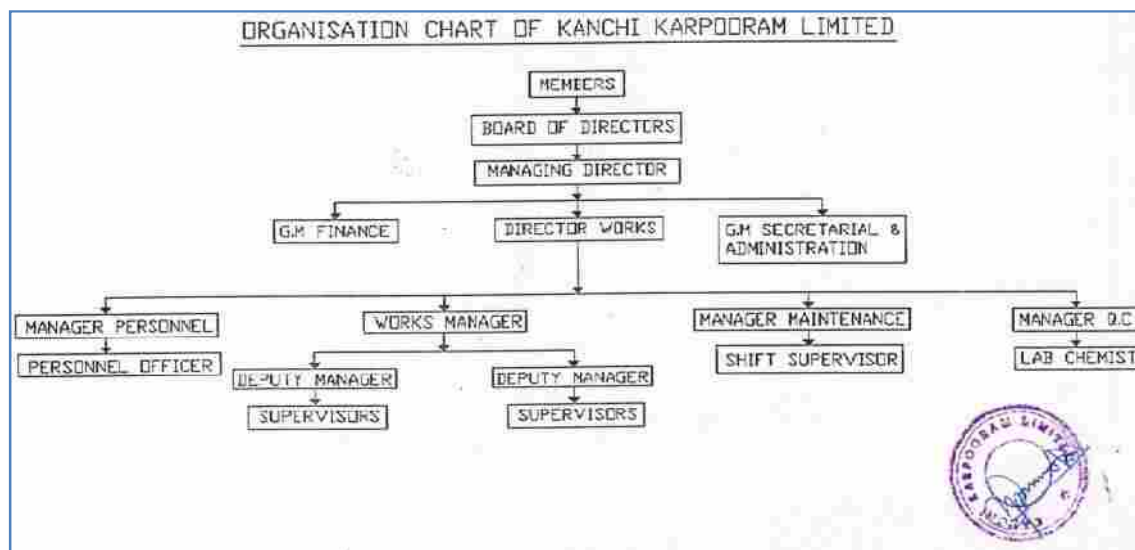 ORGANISATION CHART OF KANCHI KARPOORAM LIMITED
MEMBERS
BOARD OF DIRECTORS
MANAGING DIRECTOR
G.M FINANCE
DIRECTOR WORKS
G.M SECRETARIAL &
ADMINISTRATION
MANAGER PERSONNEL
WORKS MANAGER
MANAGER MAINTENANCE
MANAGER Q.C
PERSONNEL OFFICER
SHIFT SUPERVISOR
LAB CHEMIST
DEPUTY MANAGER
DEPUTY MANAGER
SUPERVISORS
SUPERVISORS
KANCHI KARPOORAM LIMITED